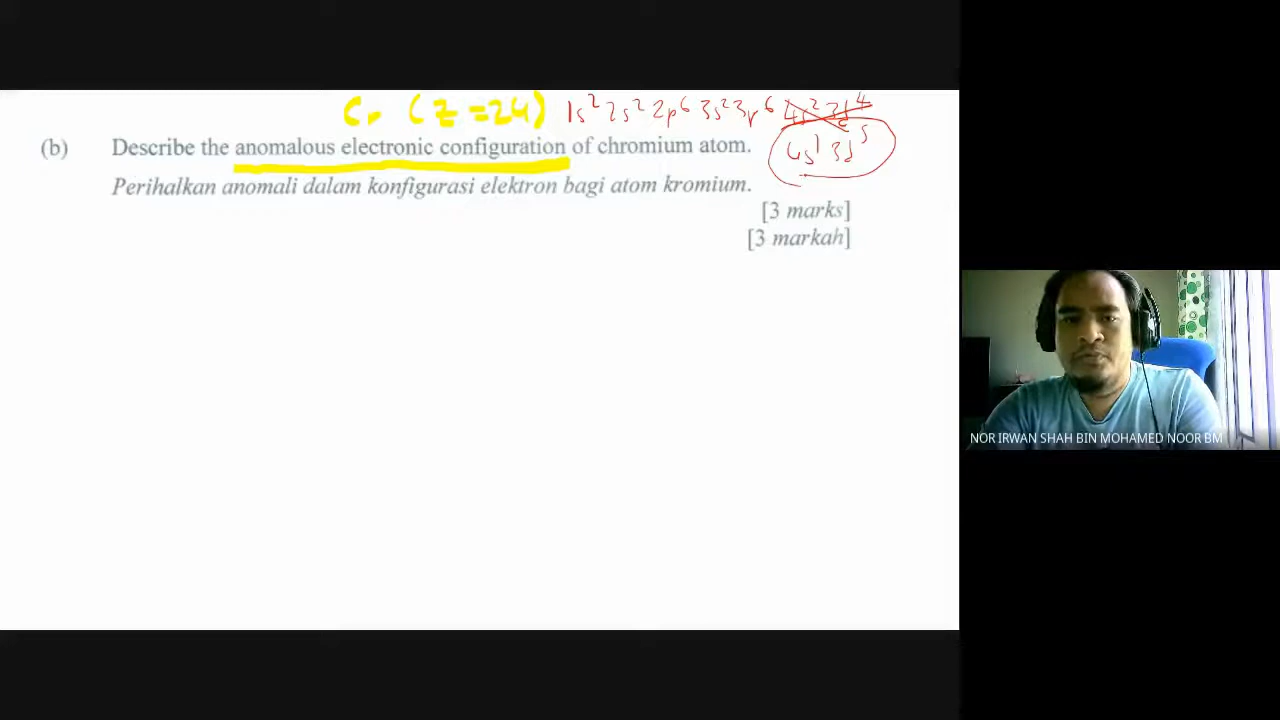 Cr (Z=24) 1s² 2s² 2p⁶ 3s² 3p⁶ 4s² 3d⁴
(b) Describe the anomalous electronic configuration of chromium atom. 4s¹ 3d⁵
Perihalkan anomali dalam konfigurasi elektron bagi atom kromium.
[3 marks]
[3 markah]
NOR IRWAN SHAH BIN MOHAMED NOOR BM